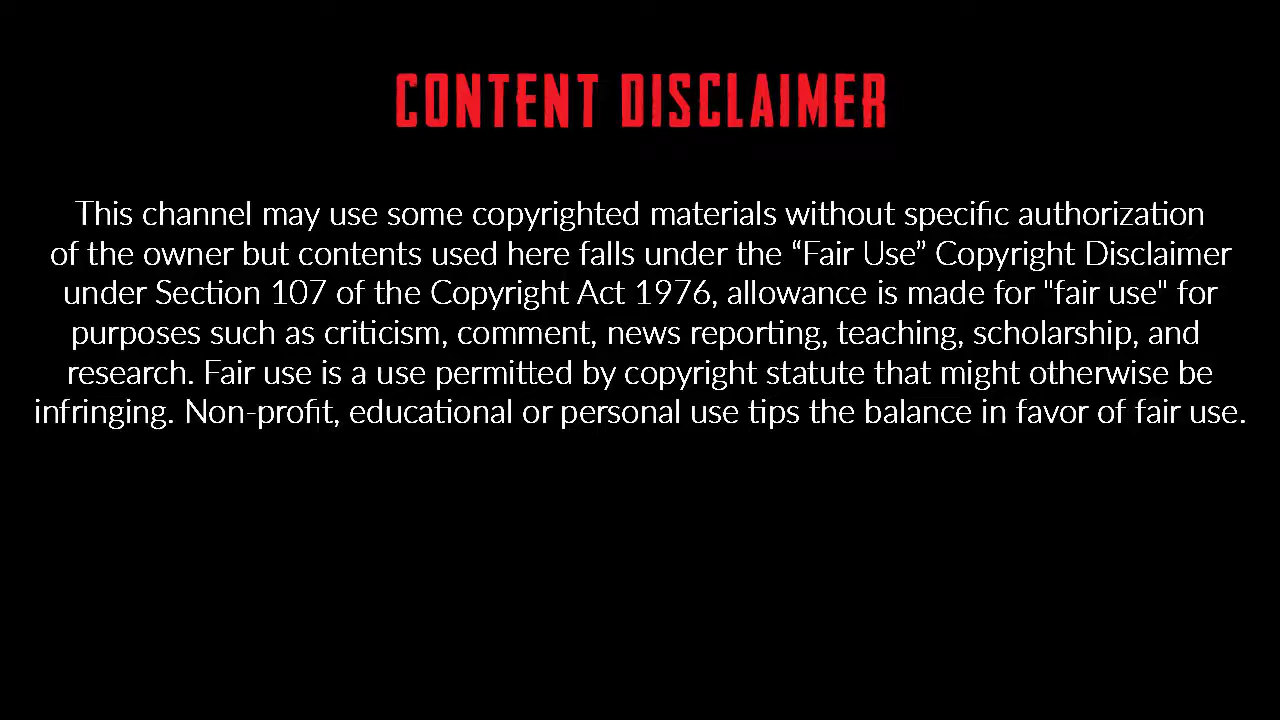 CONTENT DISCLAIMER
This channel may use some copyrighted materials without specific authorization
of the owner but contents used here falls under the “Fair Use” Copyright Disclaimer
under Section 107 of the Copyright Act 1976, allowance is made for "fair use" for
purposes such as criticism, comment, news reporting, teaching, scholarship, and
research. Fair use is a use permitted by copyright statute that might otherwise be
infringing. Non-profit, educational or personal use tips the balance in favor of fair use.